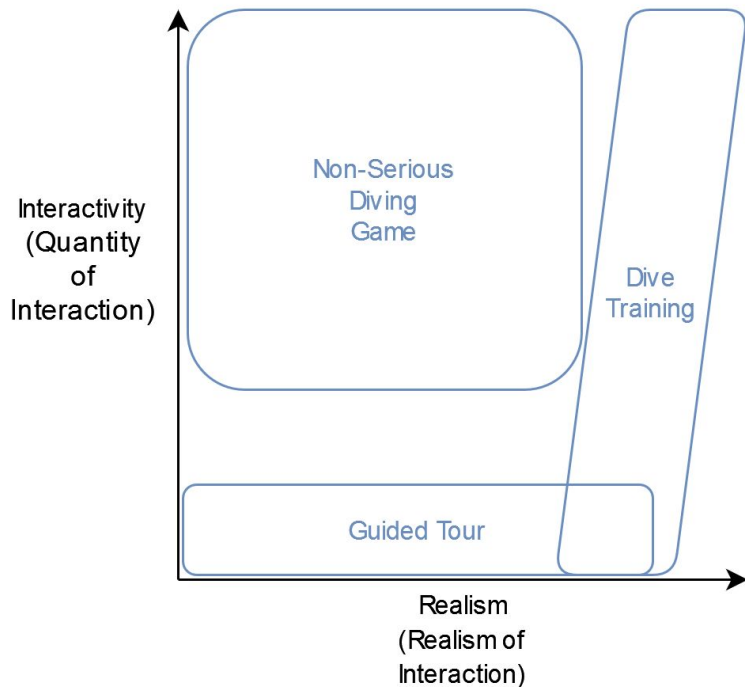 Non-Serious
Diving
Game
Interactivity
(Quantity
of
Interaction)
Dive
Training
Guided Tour
Realism
(Realism of
Interaction)